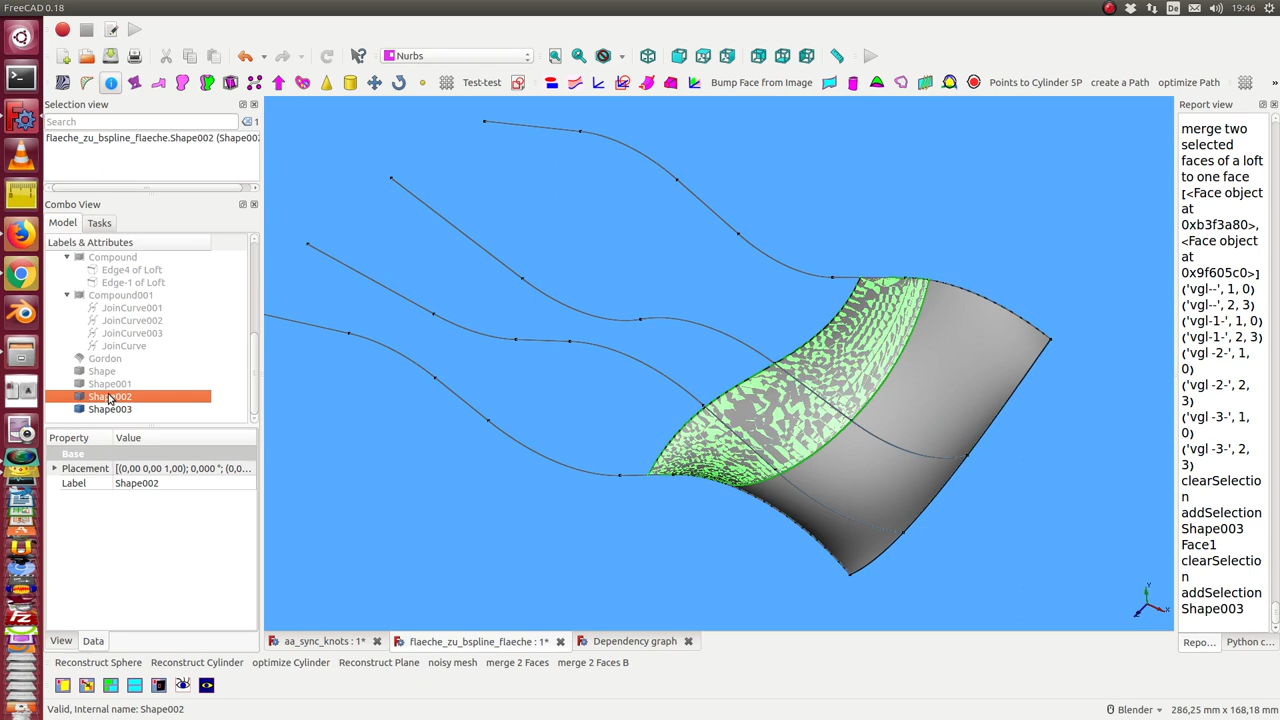 FreeCAD 0.18
De
19:46
Nurbs
Test-test
Bump Face from Image
Points to Cylinder 5P
create a Path
optimize Path
»
Selection view
Search
1
flaeche_zu_bspline_flaeche.Shape002 (Shape002
Combo View
Model
Tasks
Labels & Attributes
Compound
Edge4 of Loft
Edge-1 of Loft
Compound001
JoinCurve001
JoinCurve002
JoinCurve003
JoinCurve
Gordon
Shape
Shape001
Shape002
Shape003
Property
Value
Base
Placement
[(0,00 0,00 1,00); 0,000 °; (0,0...
Label
Shape002
View
Data
Report view
merge two
selected
faces of a loft
to one face
[<Face object
at
0xb3f3a80>,
<Face object
at
0x9f605c0>]
('vgl--', 1, 0)
('vgl--', 2, 3)
('vgl-1-', 1, 0)
('vgl-1-', 2, 3)
('vgl -2-', 1,
0)
('vgl -2-', 2,
3)
('vgl -3-', 1,
0)
('vgl -3-', 2,
3)
clearSelectio
n
addSelection
Shape003
Face1
clearSelectio
n
addSelection
Shape003
Y
X
aa_sync_knots : 1*
flaeche_zu_bspline_flaeche : 1*
Dependency graph
Repo...
Python c...
Reconstruct Sphere
Reconstruct Cylinder
optimize Cylinder
Reconstruct Plane
noisy mesh
merge 2 Faces
merge 2 Faces B
Valid, Internal name: Shape002
Blender
286,25 mm x 168,18 mm